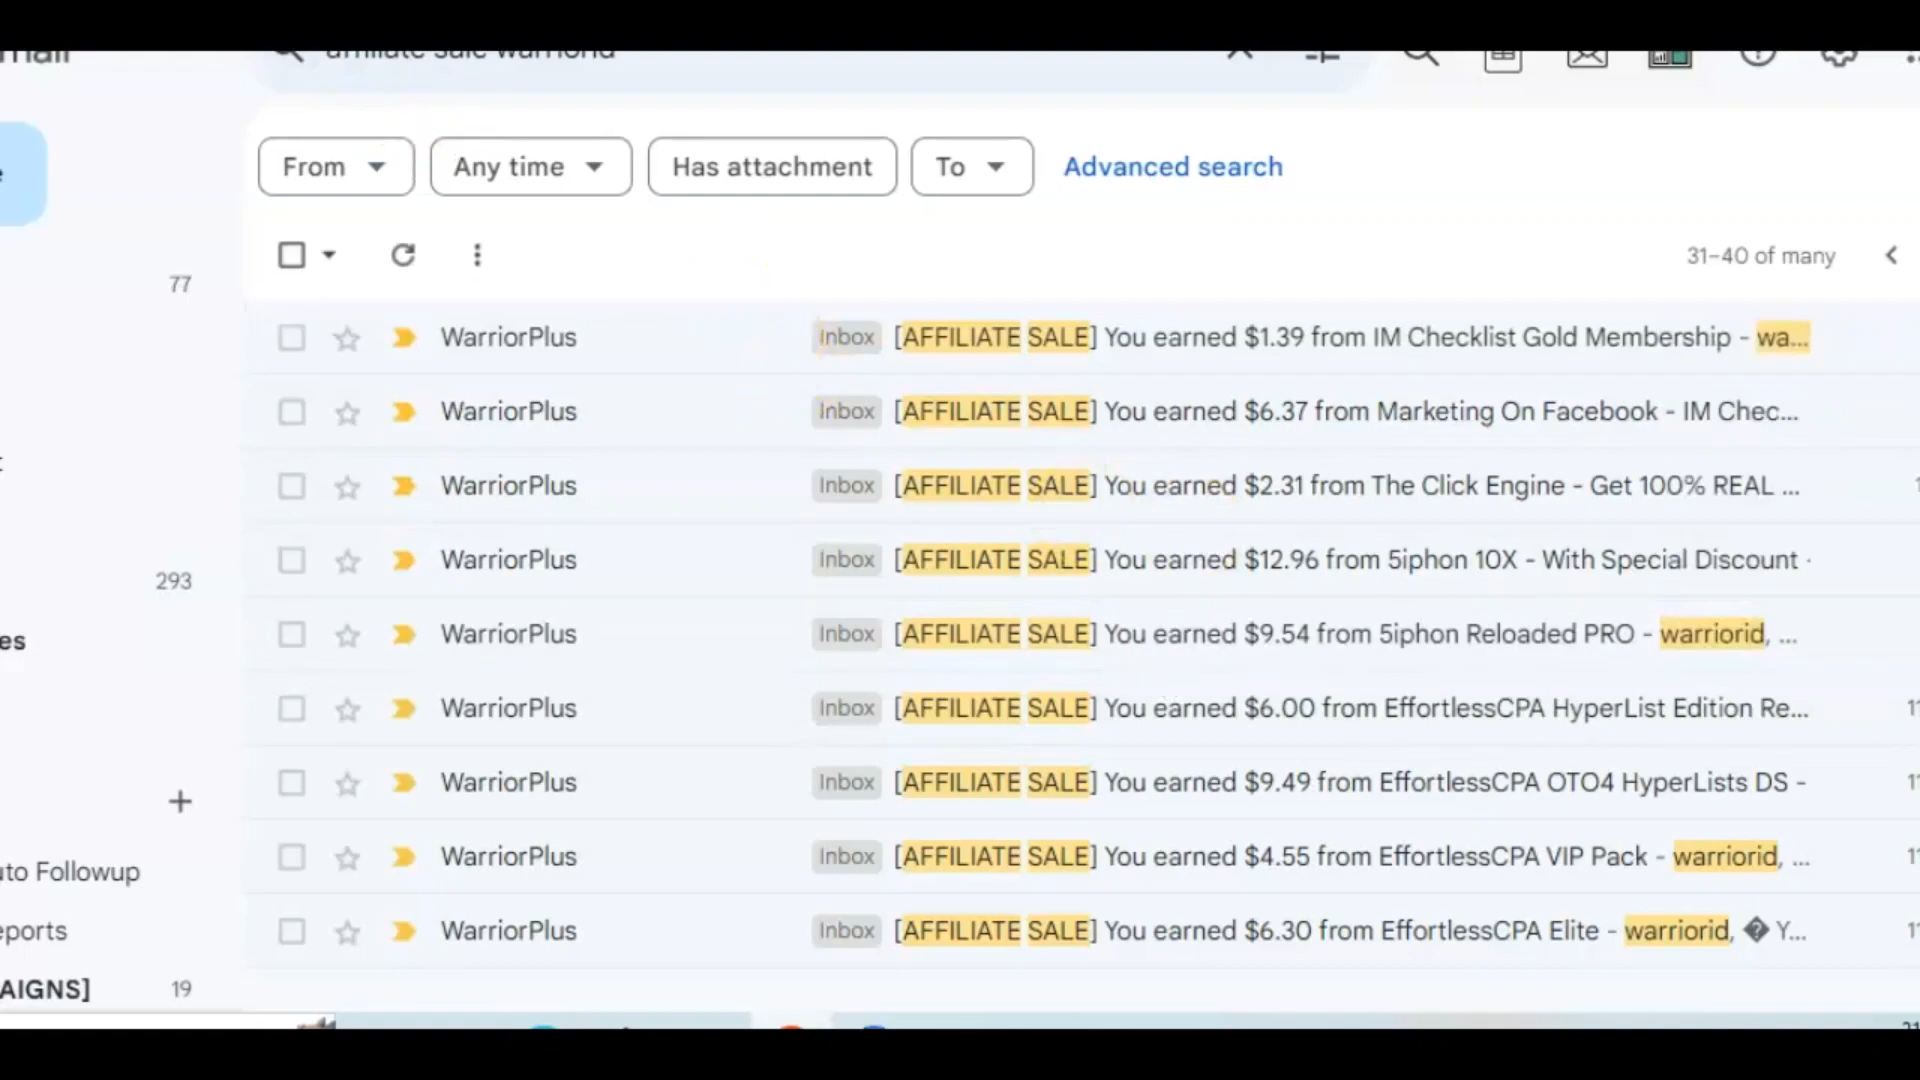 affiliate sale warriorid
From
Any time
Has attachment
To
Advanced search
31–40 of many
77
WarriorPlus Inbox [AFFILIATE SALE] You earned $1.39 from IM Checklist Gold Membership - wa...
WarriorPlus Inbox [AFFILIATE SALE] You earned $6.37 from Marketing On Facebook - IM Chec...
WarriorPlus Inbox [AFFILIATE SALE] You earned $2.31 from The Click Engine - Get 100% REAL ...
WarriorPlus Inbox [AFFILIATE SALE] You earned $12.96 from 5iphon 10X - With Special Discount -
293
WarriorPlus Inbox [AFFILIATE SALE] You earned $9.54 from 5iphon Reloaded PRO - warriorid, ...
es
WarriorPlus Inbox [AFFILIATE SALE] You earned $6.00 from EffortlessCPA HyperList Edition Re...
WarriorPlus Inbox [AFFILIATE SALE] You earned $9.49 from EffortlessCPA OTO4 HyperLists DS -
WarriorPlus Inbox [AFFILIATE SALE] You earned $4.55 from EffortlessCPA VIP Pack - warriorid, ...
uto Followup
WarriorPlus Inbox [AFFILIATE SALE] You earned $6.30 from EffortlessCPA Elite - warriorid, � Y...
eports
AIGNS] 19